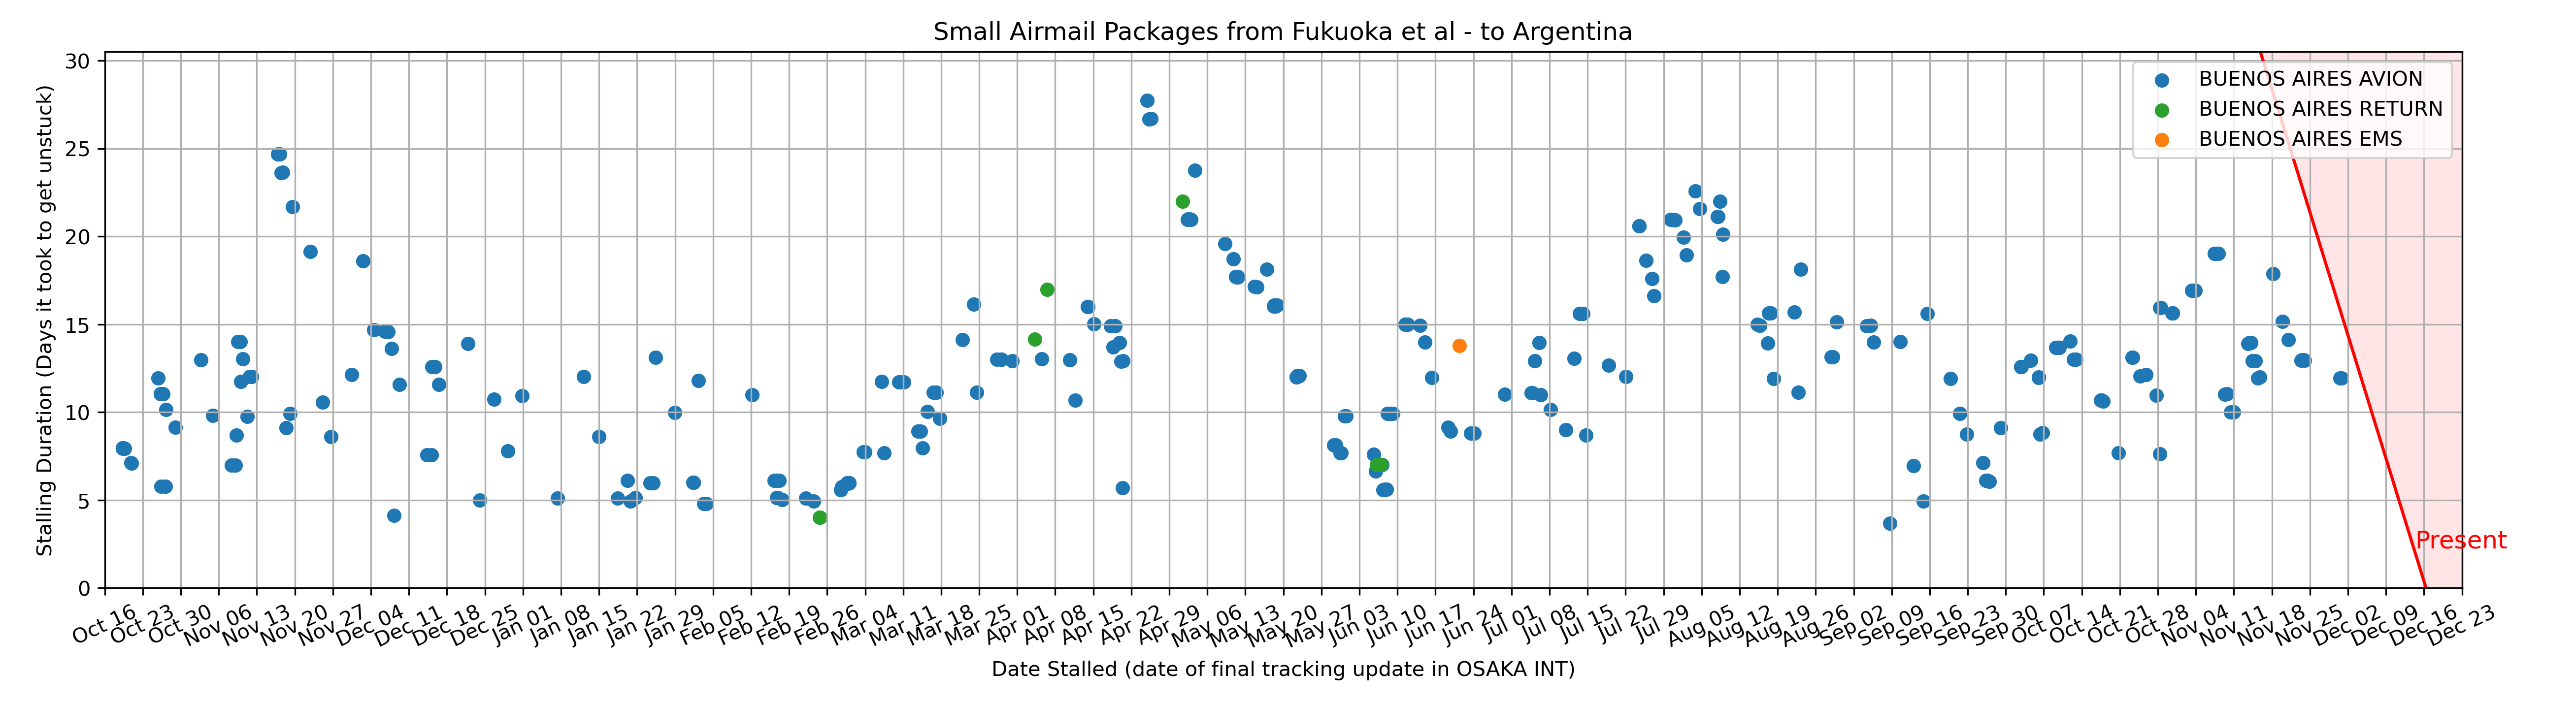 Small Airmail Packages from Fukuoka et al - to Argentina
Stalling Duration (Days it took to get unstuck)
30
25
20
15
10
5
0
BUENOS AIRES AVION
BUENOS AIRES RETURN
BUENOS AIRES EMS
Present
Oct 16
Oct 23
Oct 30
Nov 06
Nov 13
Nov 20
Nov 27
Dec 04
Dec 11
Dec 18
Dec 25
Jan 01
Jan 08
Jan 15
Jan 22
Jan 29
Feb 05
Feb 12
Feb 19
Feb 26
Mar 04
Mar 11
Mar 18
Mar 25
Apr 01
Apr 08
Apr 15
Apr 22
Apr 29
May 06
May 13
May 20
May 27
Jun 03
Jun 10
Jun 17
Jun 24
Jul 01
Jul 08
Jul 15
Jul 22
Jul 29
Aug 05
Aug 12
Aug 19
Aug 26
Sep 02
Sep 09
Sep 16
Sep 23
Sep 30
Oct 07
Oct 14
Oct 21
Oct 28
Nov 04
Nov 11
Nov 18
Nov 25
Dec 02
Dec 09
Dec 16
Dec 23
Date Stalled (date of final tracking update in OSAKA INT)